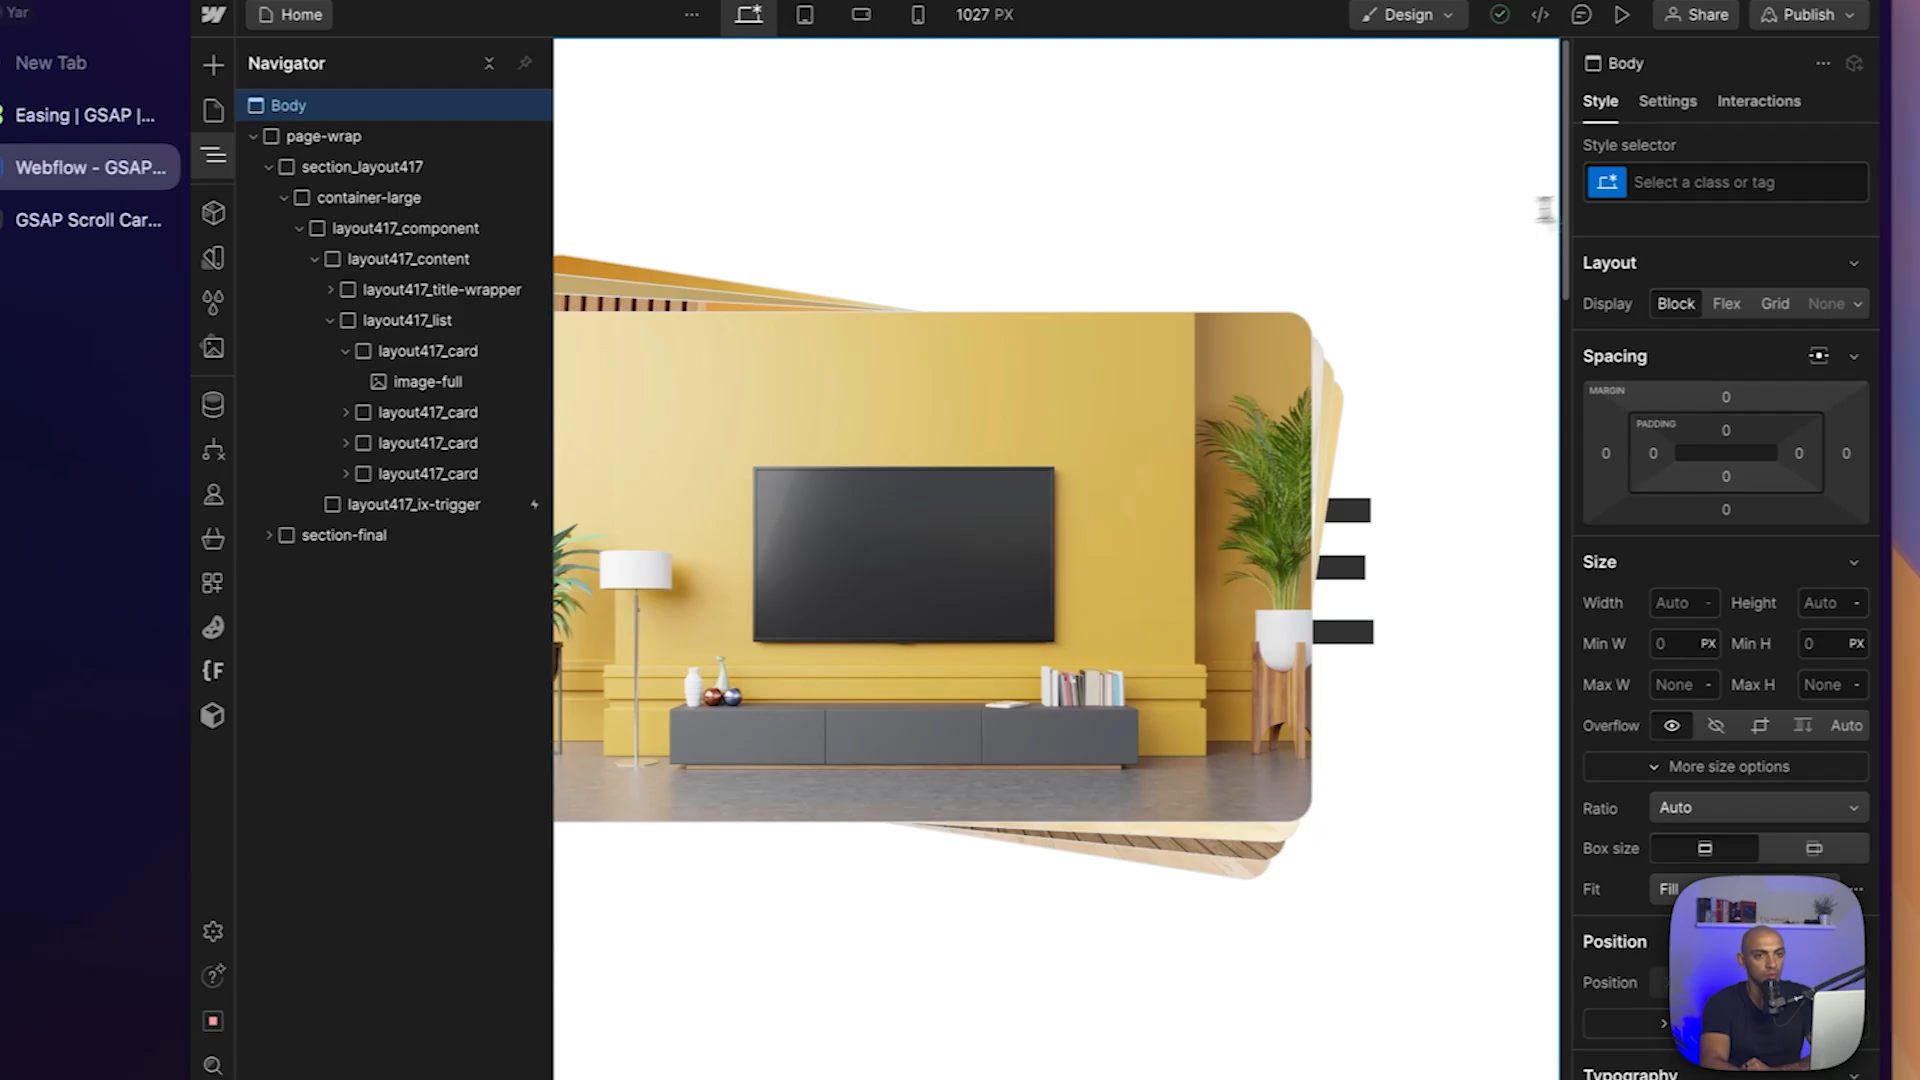 Yar
New Tab
Easing | GSAP |...
Webflow - GSAP...
GSAP Scroll Car...
Home
1027 PX
Design
Share
Publish
Navigator
Body
page-wrap
section_layout417
container-large
layout417_component
layout417_content
layout417_title-wrapper
layout417_list
layout417_card
image-full
layout417_card
layout417_card
layout417_card
layout417_ix-trigger
section-final
{F
Body
Style Settings Interactions
Style selector
Select a class or tag
Layout
Display Block Flex Grid None
Spacing
MARGIN
0
PADDING
0
0 0 0 0
0
0
Size
Width Auto - Height Auto -
Min W 0 PX Min H 0 PX
Max W None - Max H None -
Overflow Auto
More size options
Ratio Auto
Box size
Fit Fill
Position
Position
Typography